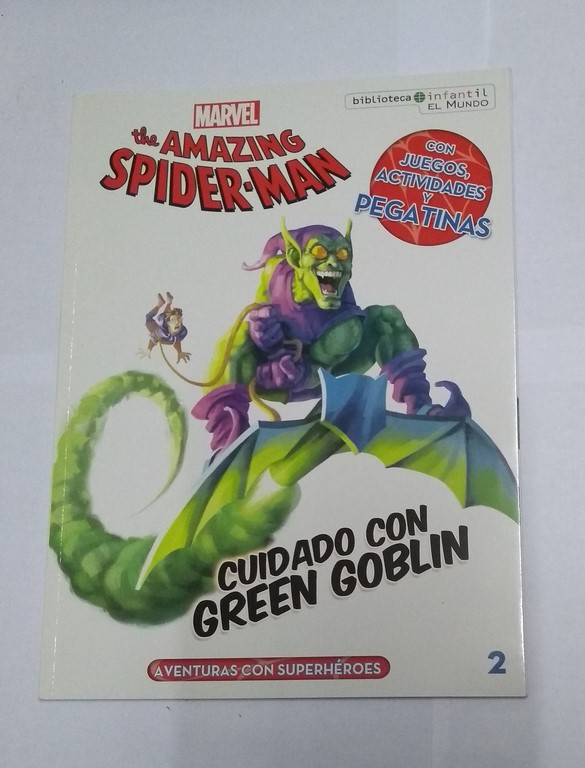 biblioteca infantil
EL MUNDO
MARVEL
the AMAZING
SPIDER-MAN
CON
JUEGOS,
ACTIVIDADES
Y
PEGATINAS
CUIDADO CON
GREEN GOBLIN
AVENTURAS CON SUPERHÉROES
2